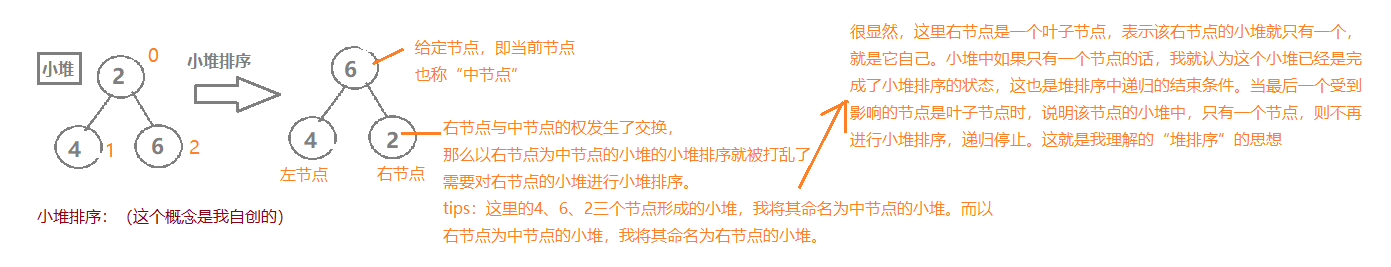 小堆
2
0
4
1
6
2
小堆排序
6
4
2
左节点
右节点
给定节点，即当前节点
也称“中节点”
右节点与中节点的权发生了交换，
那么以右节点为中节点的小堆的小堆排序就被打乱了
需要对右节点的小堆进行小堆排序。
tips：这里的4、6、2三个节点形成的小堆，我将其命名为中节点的小堆。而以
右节点为中节点的小堆，我将其命名为右节点的小堆。
很显然，这里右节点是一个叶子节点，表示该右节点的小堆就只有一个，
就是它自己。小堆中如果只有一个节点的话，我就认为这个小堆已经是完
成了小堆排序的状态，这也是堆排序中递归的结束条件。当最后一个受到
影响的节点是叶子节点时，说明该节点的小堆中，只有一个节点，则不再
进行小堆排序，递归停止。这就是我理解的“堆排序”的思想
小堆排序：（这个概念是我自创的）